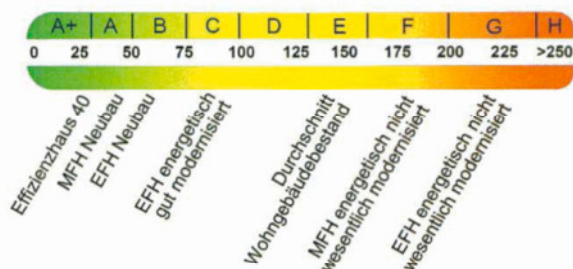 A+ A B C D E F G H
0 25 50 75 100 125 150 175 200 225 >250
Effizienzhaus 40
MFH Neubau
EFH Neubau
EFH energetisch
gut modernisiert
Durchschnitt
Wohngebäudebestand
MFH energetisch nicht
wesentlich modernisiert
EFH energetisch nicht
wesentlich modernisiert